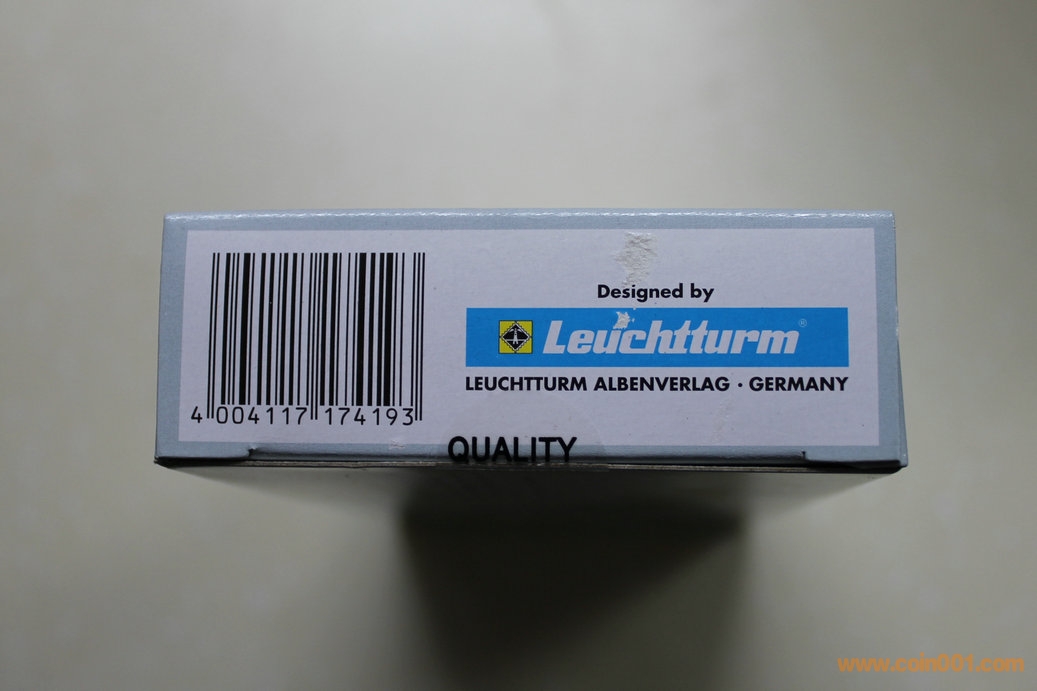 Designed by
Leuchtturm®
LEUCHTTURM ALBENVERLAG · GERMANY
4 004117 174193
QUALITY
www.coin001.com